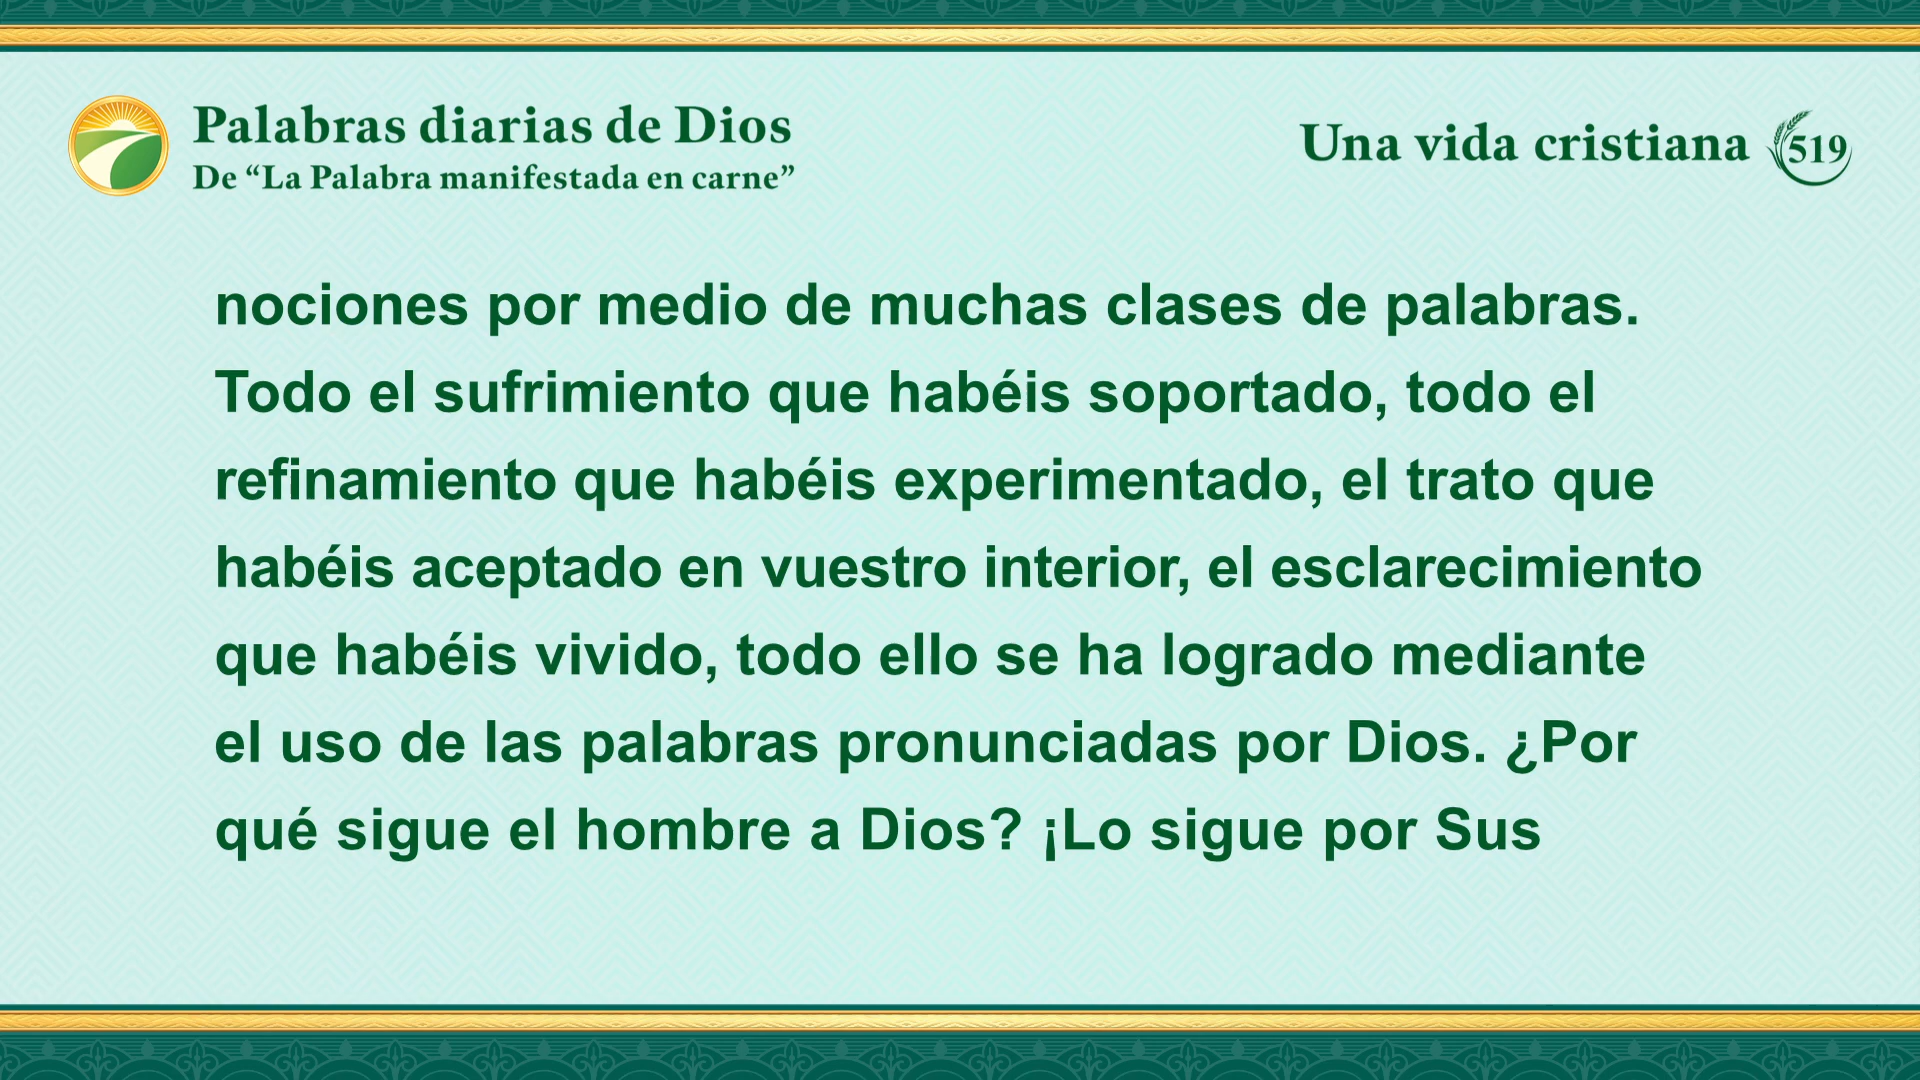 Palabras diarias de Dios
De “La Palabra manifestada en carne”
Una vida cristiana 519
nociones por medio de muchas clases de palabras.
Todo el sufrimiento que habéis soportado, todo el
refinamiento que habéis experimentado, el trato que
habéis aceptado en vuestro interior, el esclarecimiento
que habéis vivido, todo ello se ha logrado mediante
el uso de las palabras pronunciadas por Dios. ¿Por
qué sigue el hombre a Dios? ¡Lo sigue por Sus